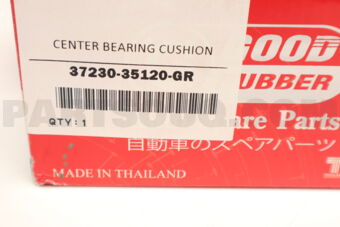 CENTER BEARING CUSHION
37230-35120-GR
QTY : 1
GOOD
RUBBER
are Parts
自動車のスペアパーツ
MADE IN THAILAND